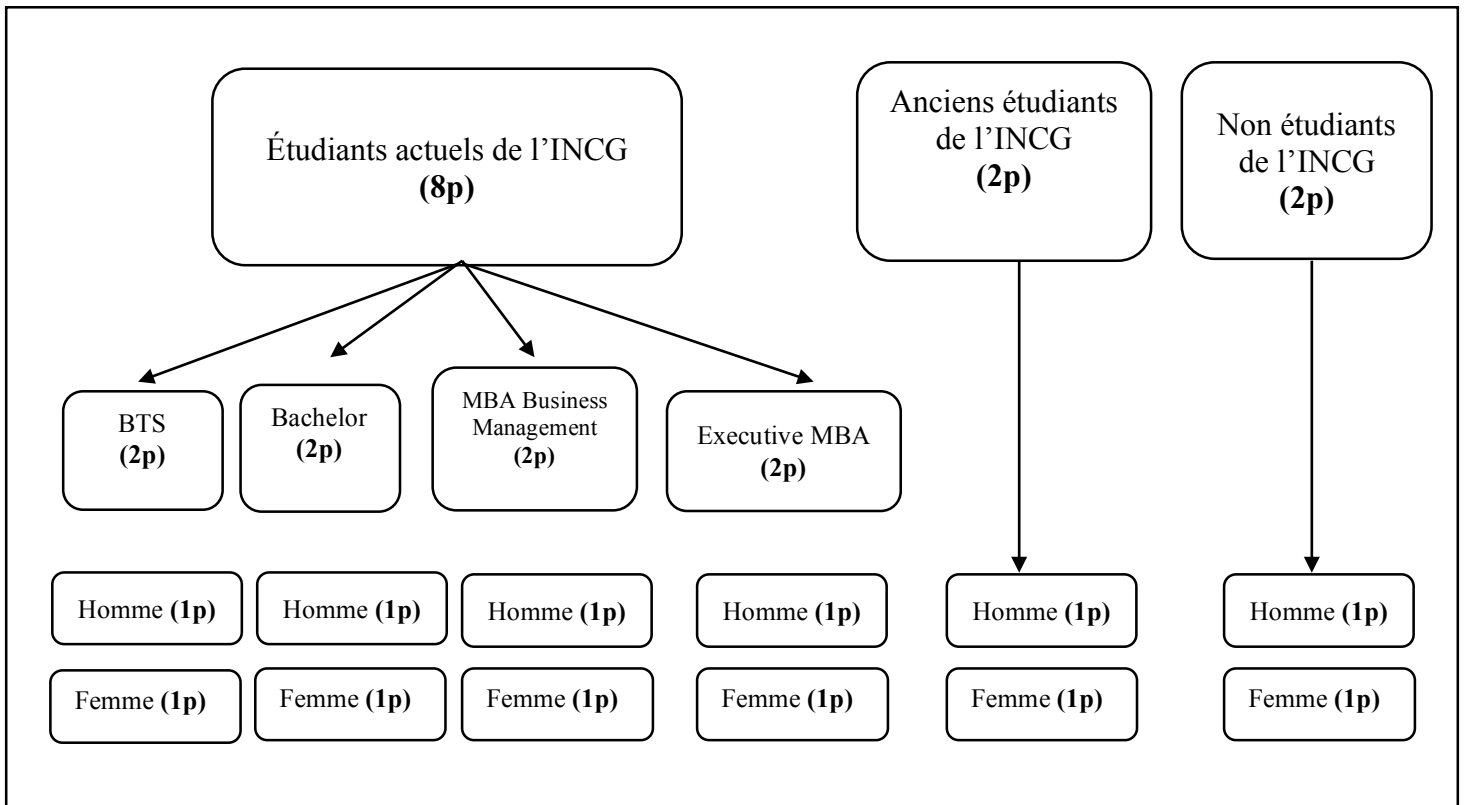 Étudiants actuels de l’INCG
(8p)
Anciens étudiants
de l’INCG
(2p)
Non étudiants
de l’INCG
(2p)
BTS
(2p)
Bachelor
(2p)
MBA Business
Management
(2p)
Executive MBA
(2p)
Homme (1p)
Homme (1p)
Homme (1p)
Homme (1p)
Homme (1p)
Homme (1p)
Femme (1p)
Femme (1p)
Femme (1p)
Femme (1p)
Femme (1p)
Femme (1p)